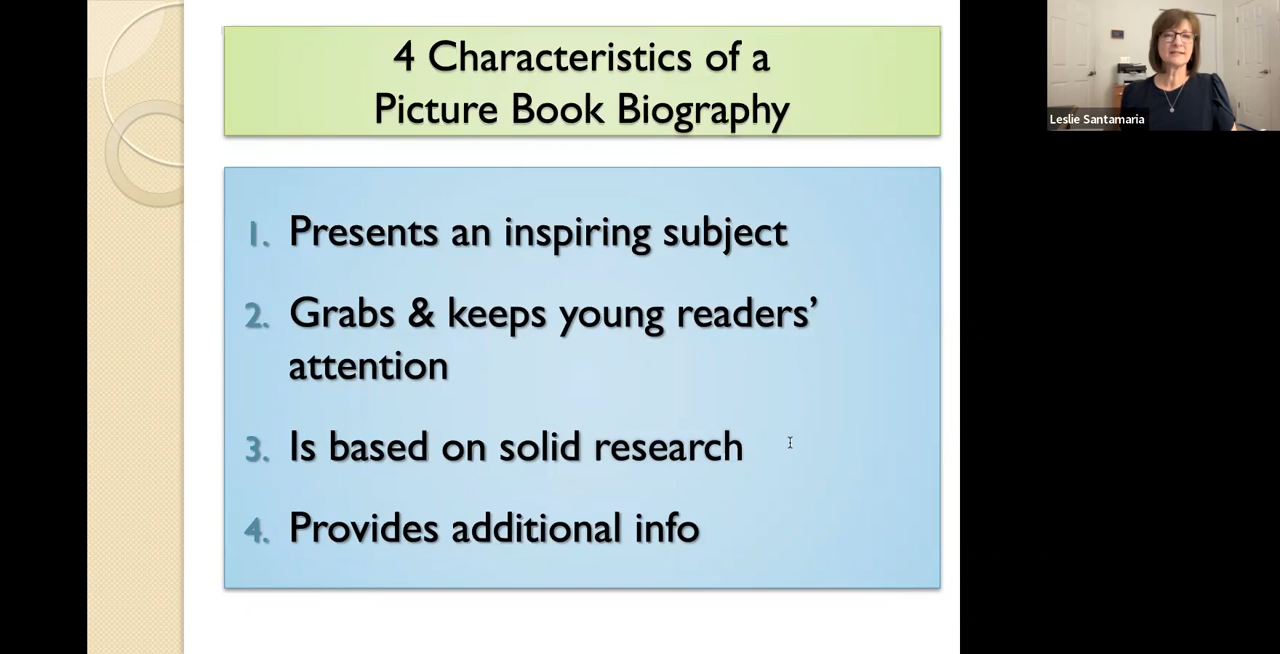 4 Characteristics of a
Picture Book Biography
1. Presents an inspiring subject
2. Grabs & keeps young readers’
attention
3. Is based on solid research
4. Provides additional info
Leslie Santamaria